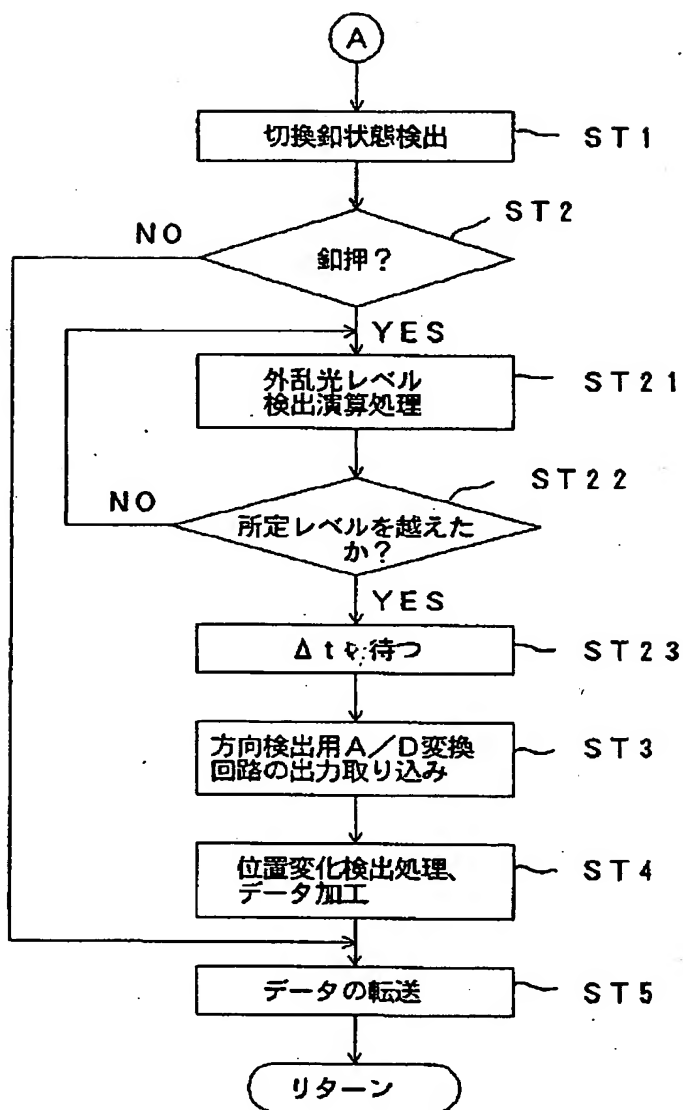 A
切換釦状態検出
ST1
ST2
NO
釦押?
YES
外乱光レベル
検出演算処理
ST21
ST22
NO
所定レベルを越えた
か?
YES
Δt 待つ
ST23
方向検出用A/D変換
回路の出力取り込み
ST3
位置変化検出処理、
データ加工
ST4
データの転送
ST5
リターン